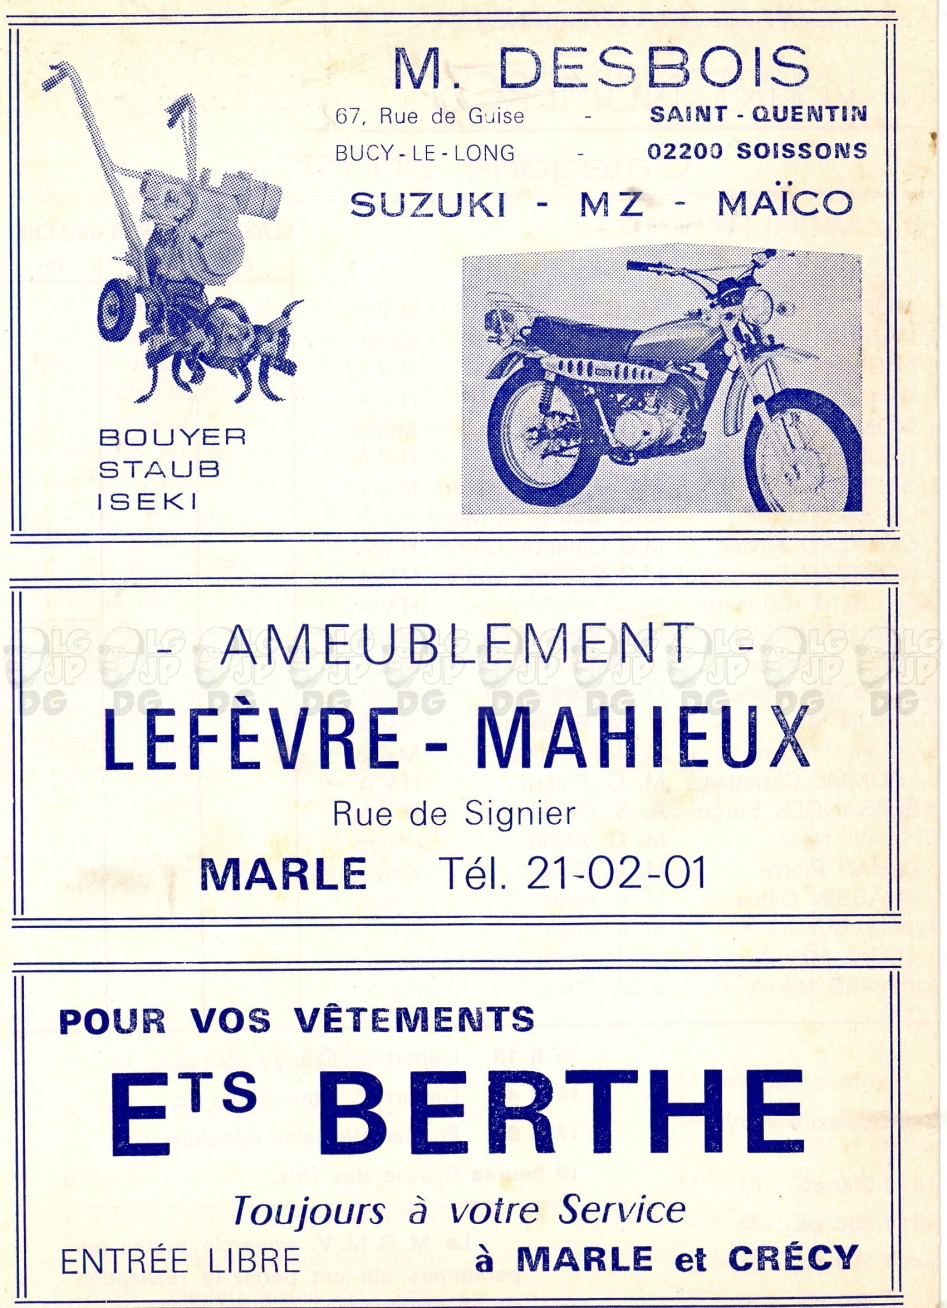 M. DESBOIS
67, Rue de Guise - SAINT - QUENTIN
BUCY - LE - LONG - 02200 SOISSONS
SUZUKI - MZ - MAÏCO
BOUYER
STAUB
ISEKI
- AMEUBLEMENT -
LEFÈVRE - MAHIEUX
Rue de Signier
MARLE Tél. 21-02-01
POUR VOS VÊTEMENTS
ETS BERTHE
Toujours à votre Service
ENTRÉE LIBRE à MARLE et CRÉCY